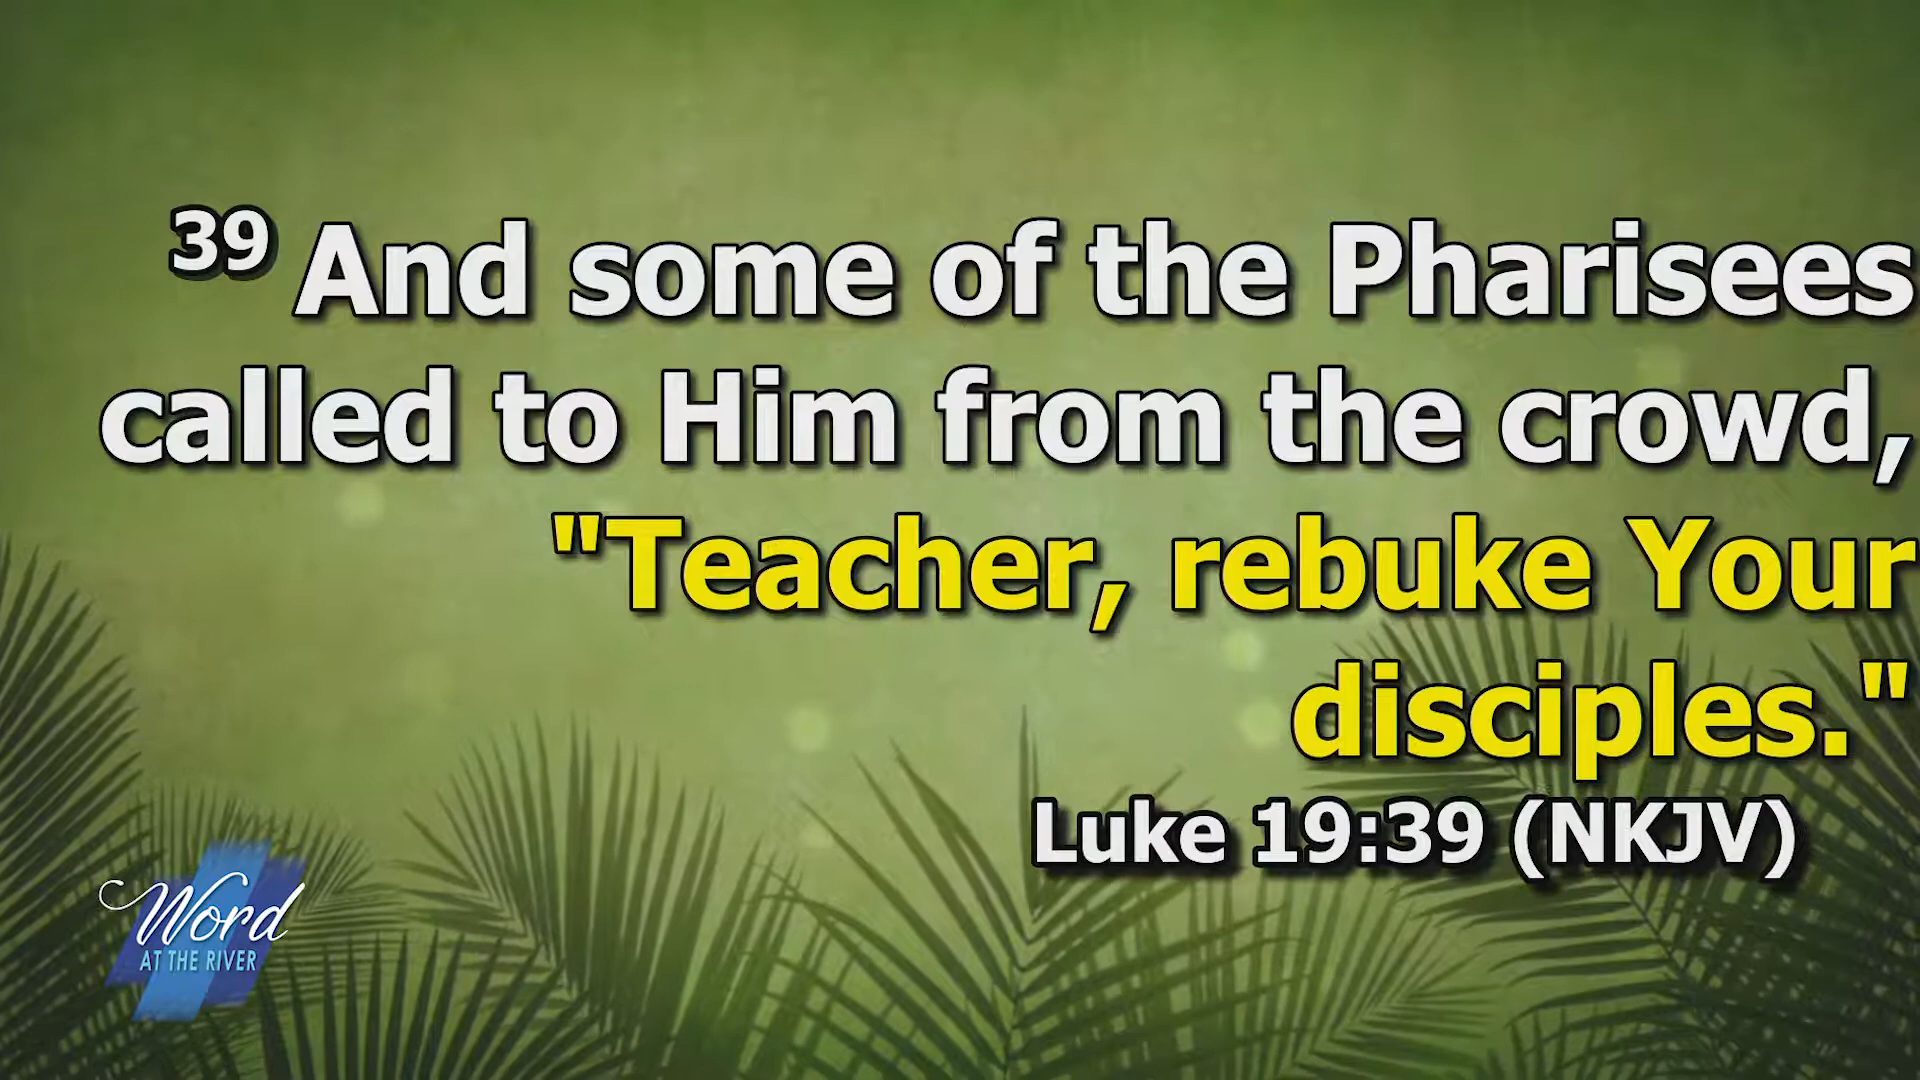 39 And some of the Pharisees
called to Him from the crowd,
"Teacher, rebuke Your
disciples."
Luke 19:39 (NKJV)
Word
AT THE RIVER